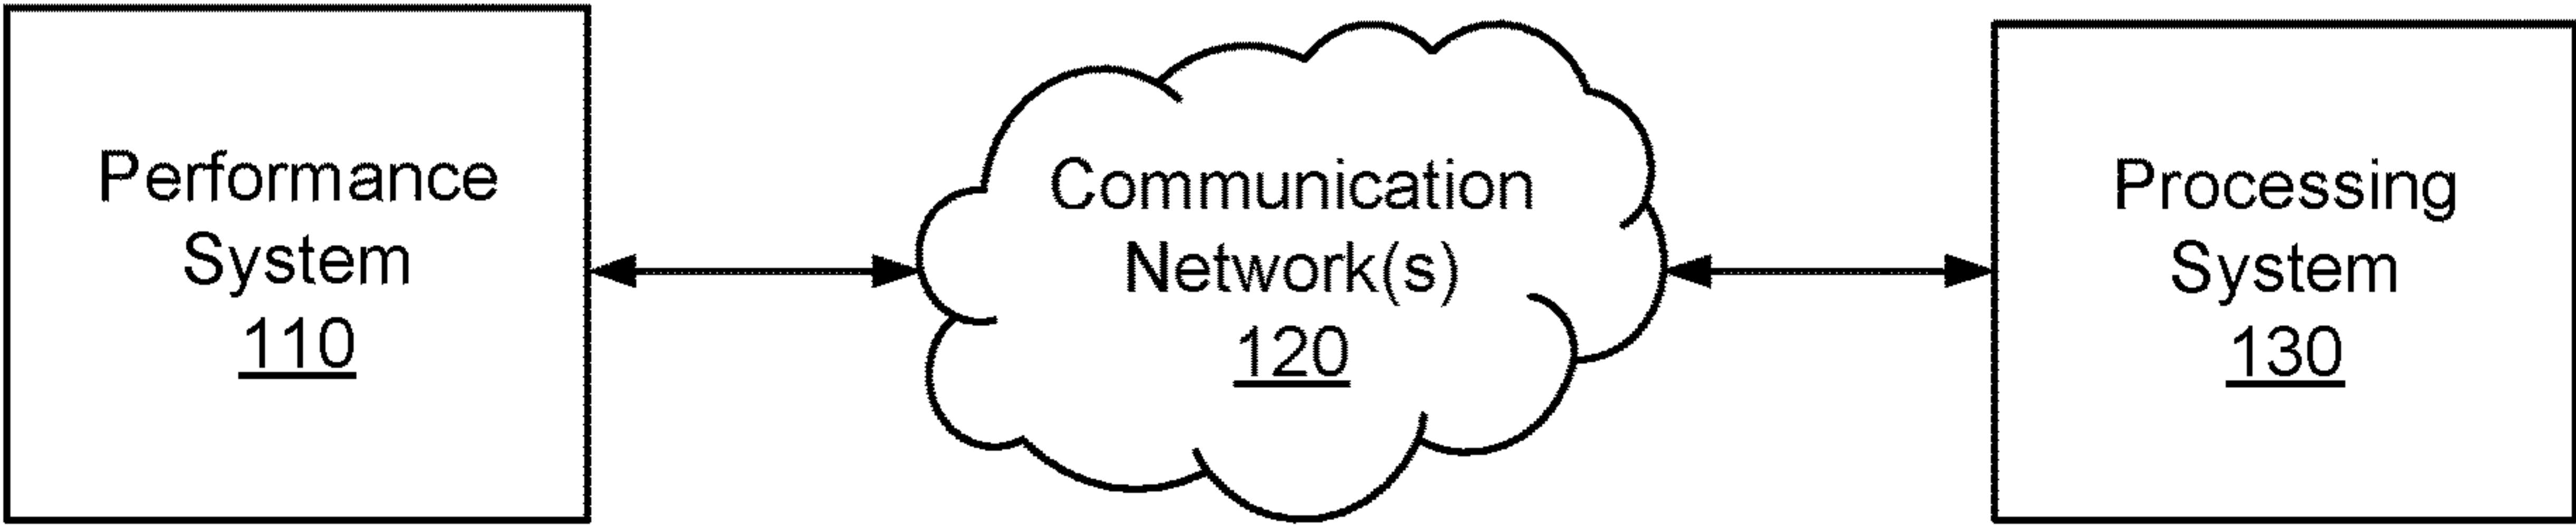 Performance
System
110
Communication
Network(s)
120
Processing
System
130